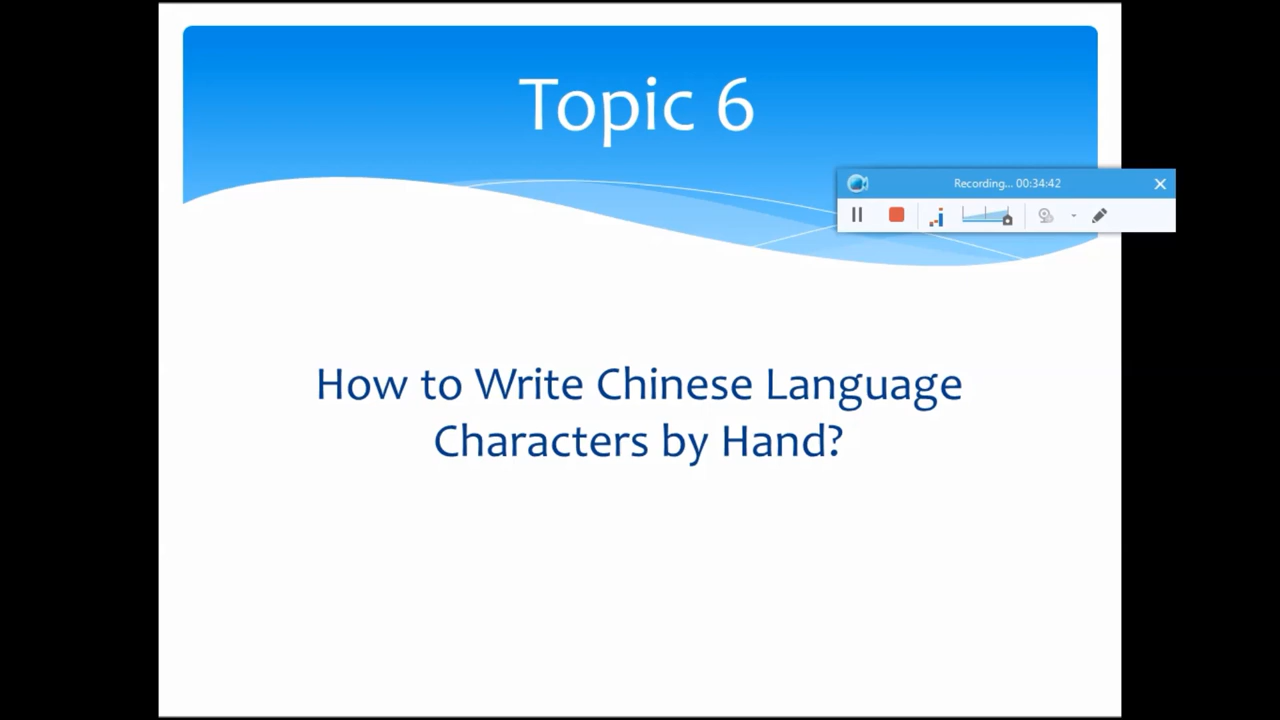 Topic 6
Recording... 00:34:42
How to Write Chinese Language
Characters by Hand?